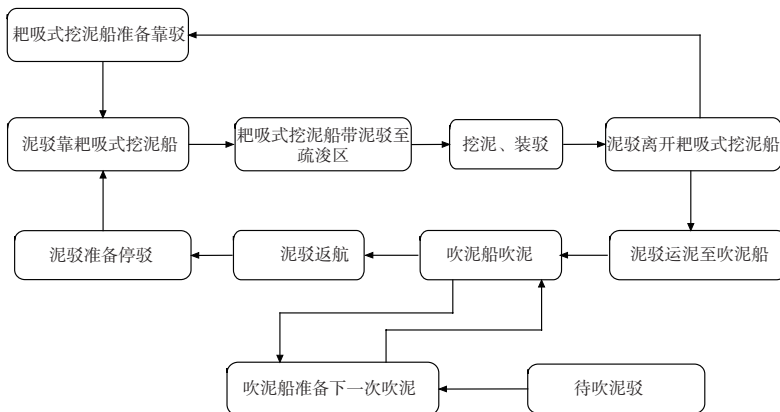 耙吸式挖泥船准备靠驳
泥驳靠耙吸式挖泥船
耙吸式挖泥船带泥驳至
疏浚区
挖泥、装驳
泥驳离开耙吸式挖泥船
泥驳准备停驳
泥驳返航
吹泥船吹泥
泥驳运泥至吹泥船
吹泥船准备下一次吹泥
待吹泥驳